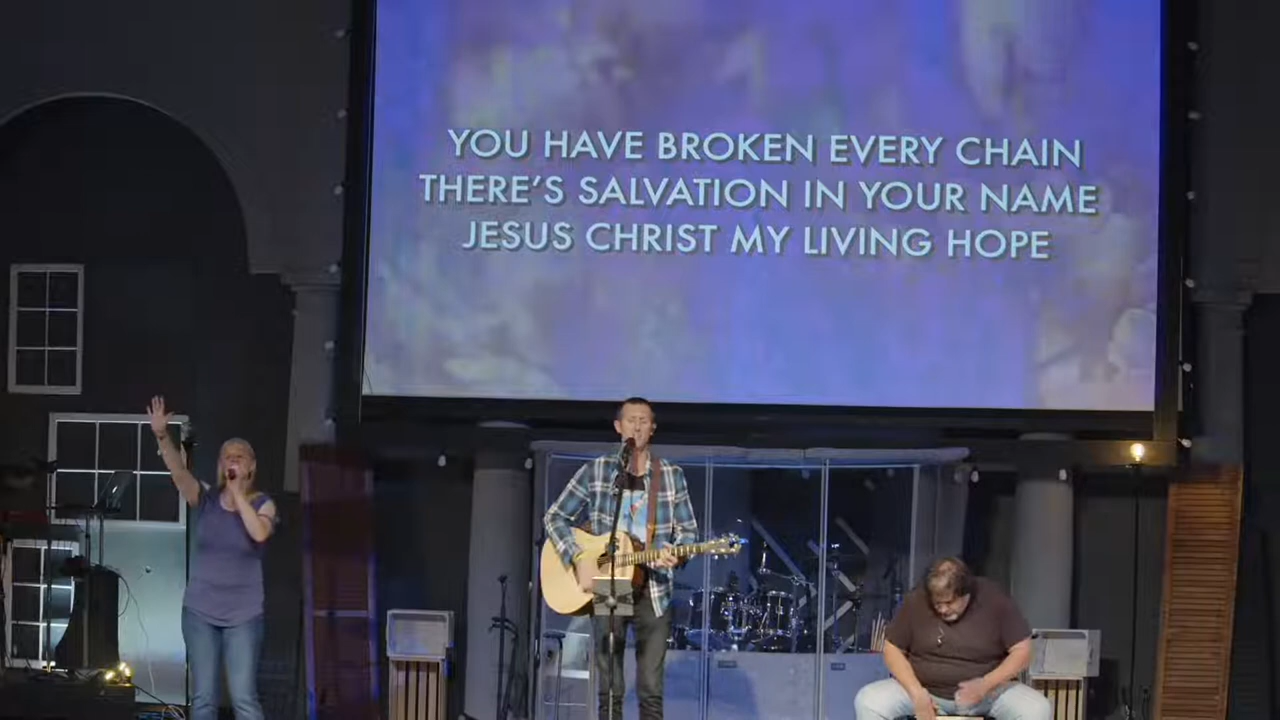 YOU HAVE BROKEN EVERY CHAIN
THERE'S SALVATION IN YOUR NAME
JESUS CHRIST MY LIVING HOPE